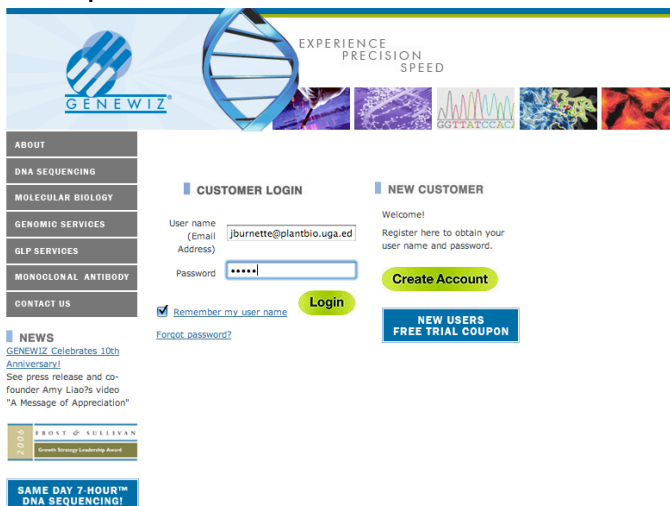 EXPERIENCE
PRECISION
SPEED
GENEWIZ®
GGTTATCCAC
ABOUT
DNA SEQUENCING
MOLECULAR BIOLOGY
GENOMIC SERVICES
GLP SERVICES
MONOCLONAL ANTIBODY
CONTACT US
NEWS
GENEWIZ Celebrates 10th
Anniversary!
See press release and co-
founder Amy Liao?s video
"A Message of Appreciation"
2006
FROST & SULLIVAN
Growth Strategy Leadership Award
SAME DAY 7-HOUR™
DNA SEQUENCING!
CUSTOMER LOGIN
User name
(Email
Address)
jburnette@plantbio.uga.ed
Password
•••••
Remember my user name
Login
Forgot password?
NEW CUSTOMER
Welcome!
Register here to obtain your
user name and password.
Create Account
NEW USERS
FREE TRIAL COUPON